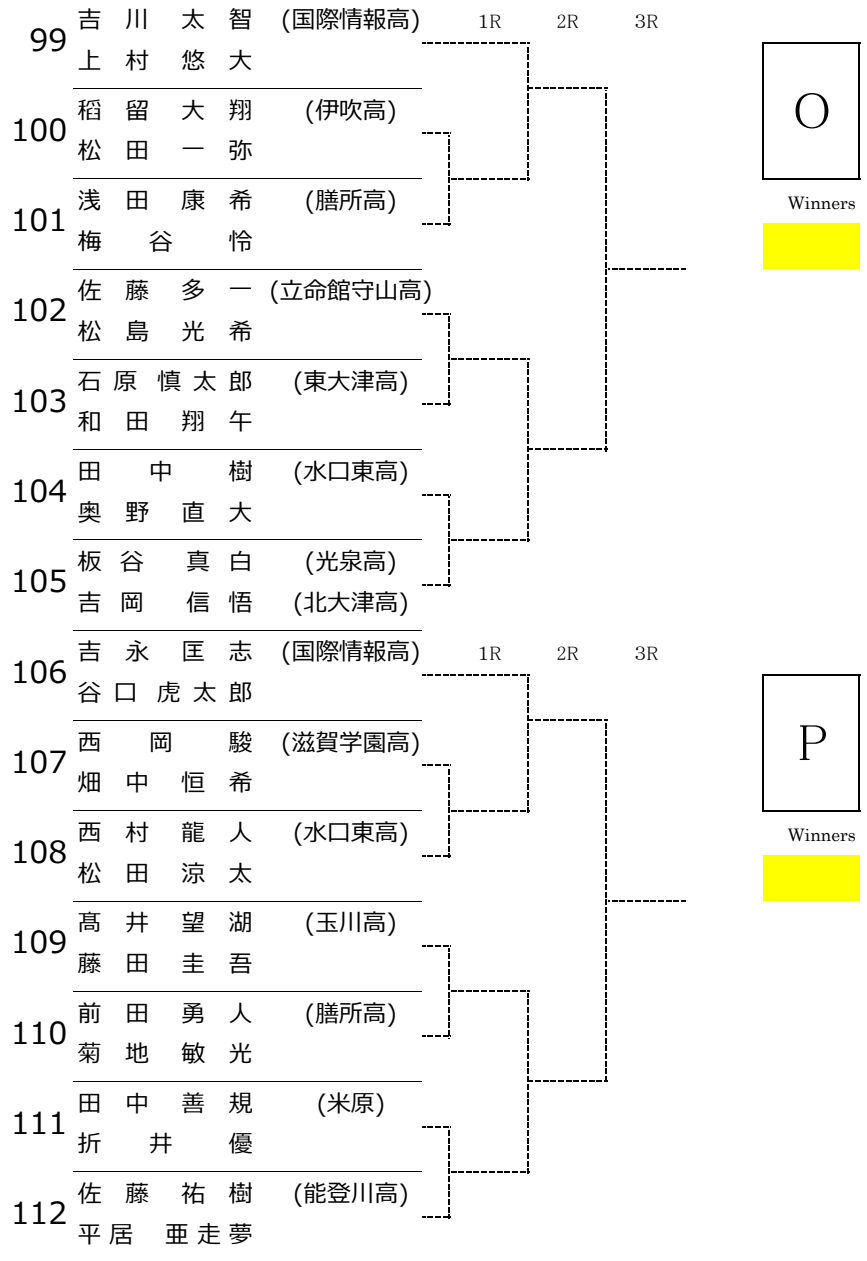 吉川太智 (国際情報高) 1R 2R 3R
99
上村悠大
O
稻留大翔 (伊吹高)
100
松田一弥
浅田康希 (膳所高)
101
梅谷怜
Winners
佐藤多一 (立命館守山高)
102
松島光希
石原慎太郎 (東大津高)
103
和田翔午
田中樹 (水口東高)
104
奥野直大
板谷真白 (光泉高)
105
吉岡信悟 (北大津高)
吉永匡志 (国際情報高) 1R 2R 3R
106
谷口虎太郎
P
西岡駿 (滋賀学園高)
107
畑中恒希
西村龍人 (水口東高)
108
松田涼太
Winners
髙井望湖 (玉川高)
109
藤田圭吾
前田勇人 (膳所高)
110
菊地敏光
田中善規 (米原)
111
折井優
佐藤祐樹 (能登川高)
112
平居亜走夢